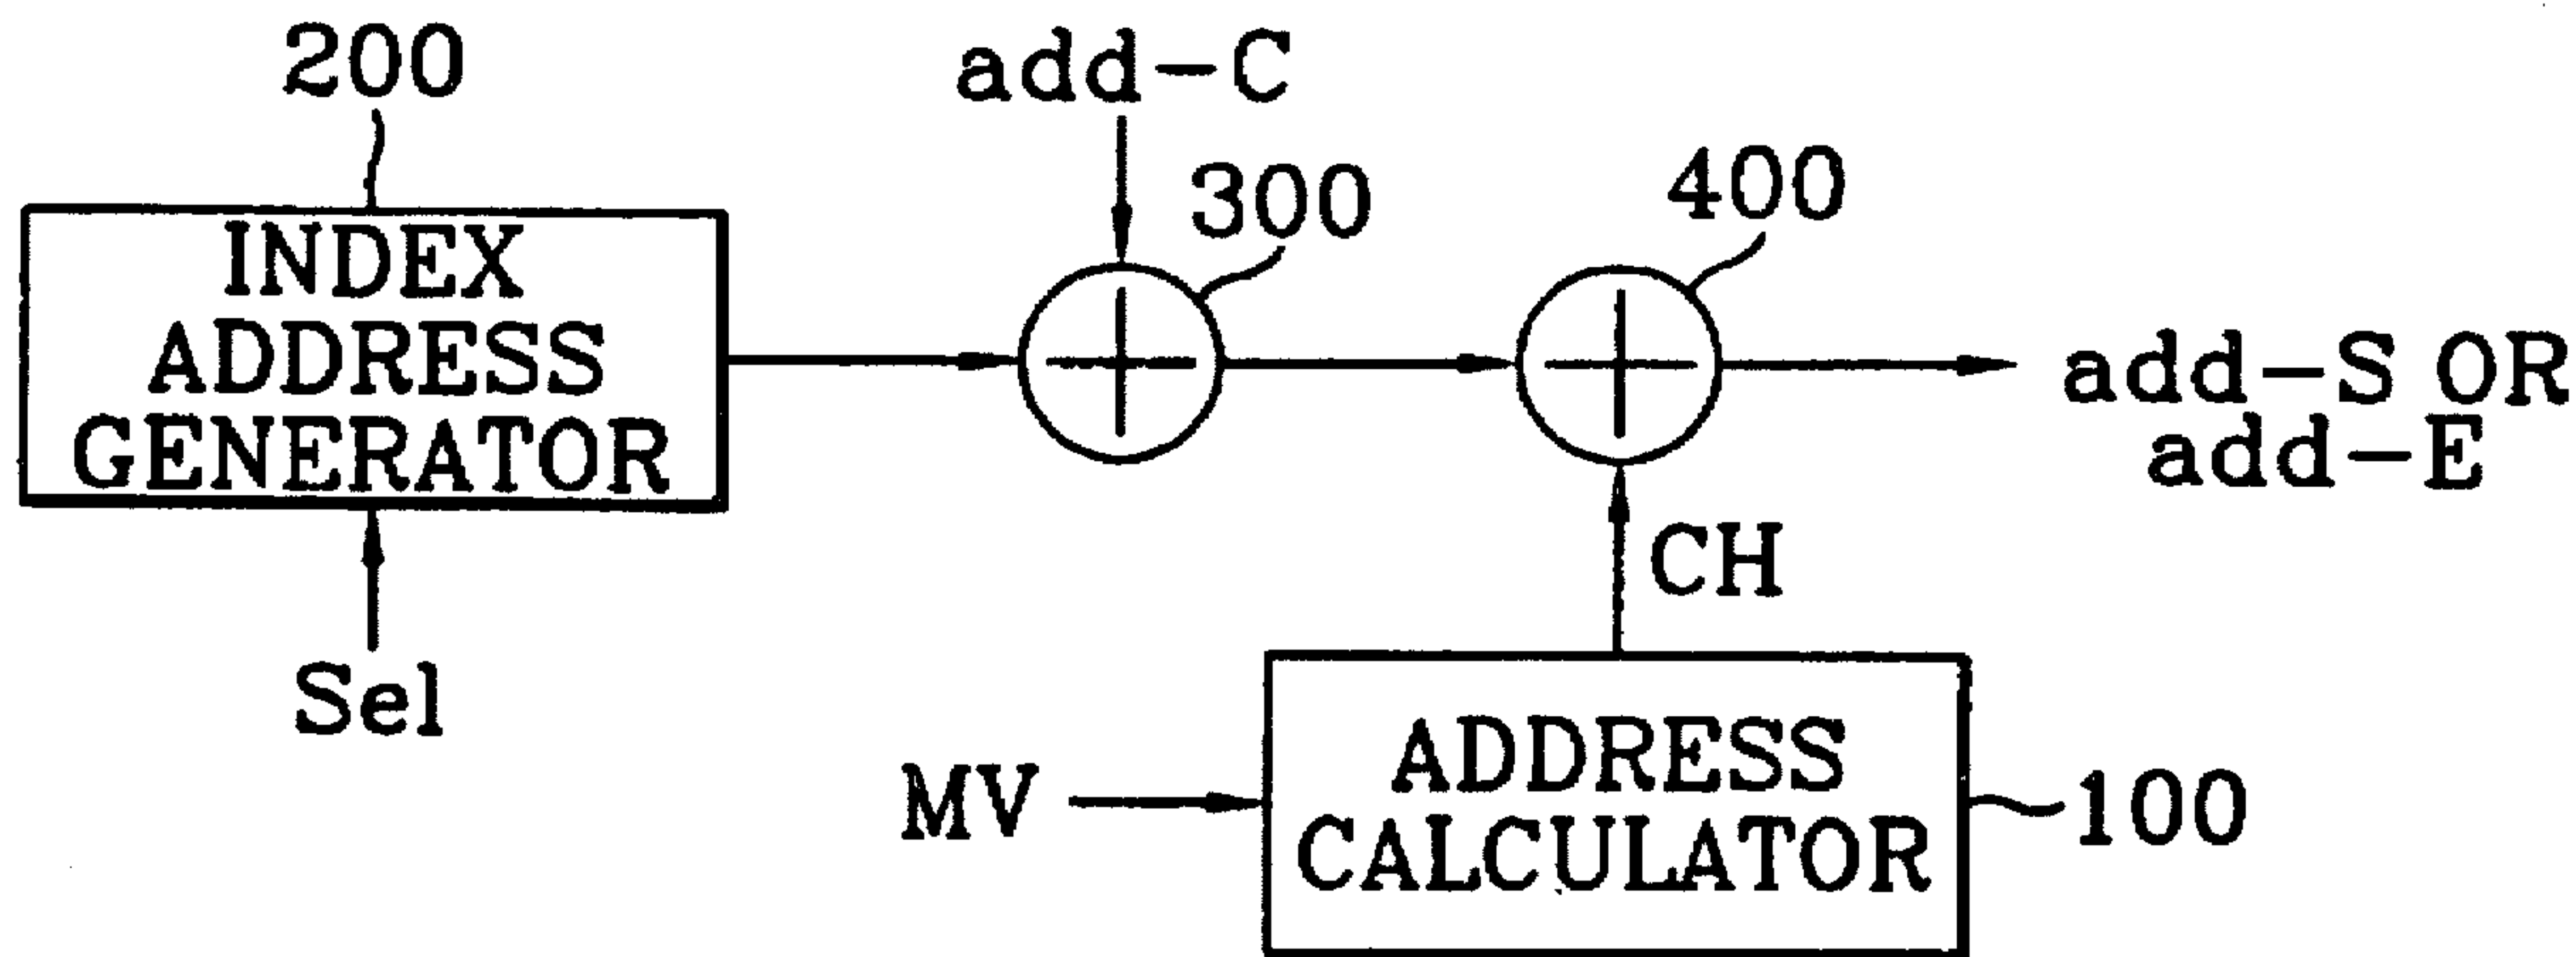 200
add-C
300
400
INDEX
ADDRESS
GENERATOR
add-S OR
add-E
CH
Sel
MV
ADDRESS
CALCULATOR
100